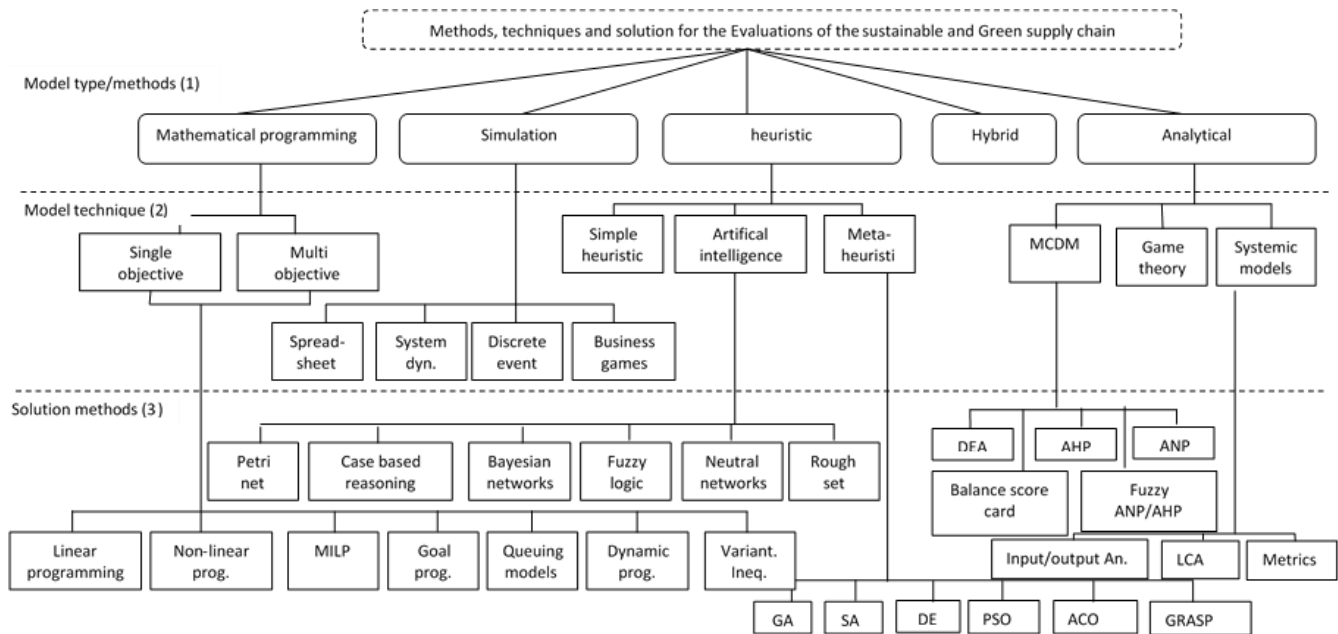 Methods, techniques and solution for the Evaluations of the sustainable and Green supply chain
Model type/methods (1)
Mathematical programming
Simulation
heuristic
Hybrid
Analytical
Model technique (2)
Single
objective
Multi
objective
Simple
heuristic
Artifical
intelligence
Meta-
heuristi
MCDM
Game
theory
Systemic
models
Spread-
sheet
System
dyn.
Discrete
event
Business
games
Solution methods (3)
Petri
net
Case based
reasoning
Bayesian
networks
Fuzzy
logic
Neutral
networks
Rough
set
DEA
AHP
ANP
Balance score
card
Fuzzy
ANP/AHP
Linear
programming
Non-linear
prog.
MILP
Goal
prog.
Queuing
models
Dynamic
prog.
Variant.
Ineq.
Input/output An.
LCA
Metrics
GA
SA
DE
PSO
ACO
GRASP